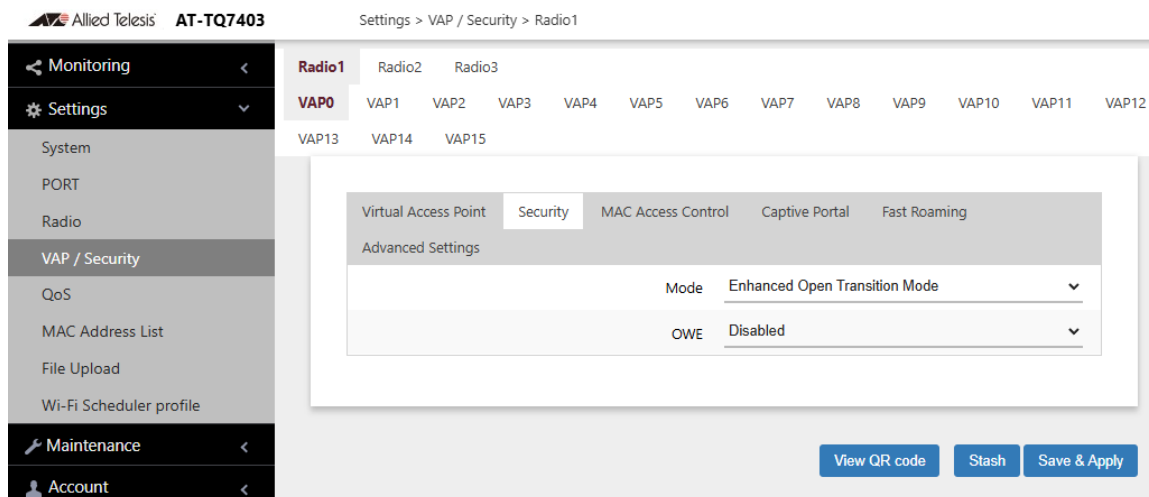 Allied Telesis AT-TQ7403 Settings > VAP / Security > Radio1
Monitoring
Radio1 Radio2 Radio3
Settings
VAP0 VAP1 VAP2 VAP3 VAP4 VAP5 VAP6 VAP7 VAP8 VAP9 VAP10 VAP11 VAP12
VAP13 VAP14 VAP15
System
PORT
Radio
VAP / Security
QoS
MAC Address List
File Upload
Wi-Fi Scheduler profile
Maintenance
Account
Virtual Access Point Security MAC Access Control Captive Portal Fast Roaming
Advanced Settings
Mode Enhanced Open Transition Mode
OWE Disabled
View QR code Stash Save & Apply